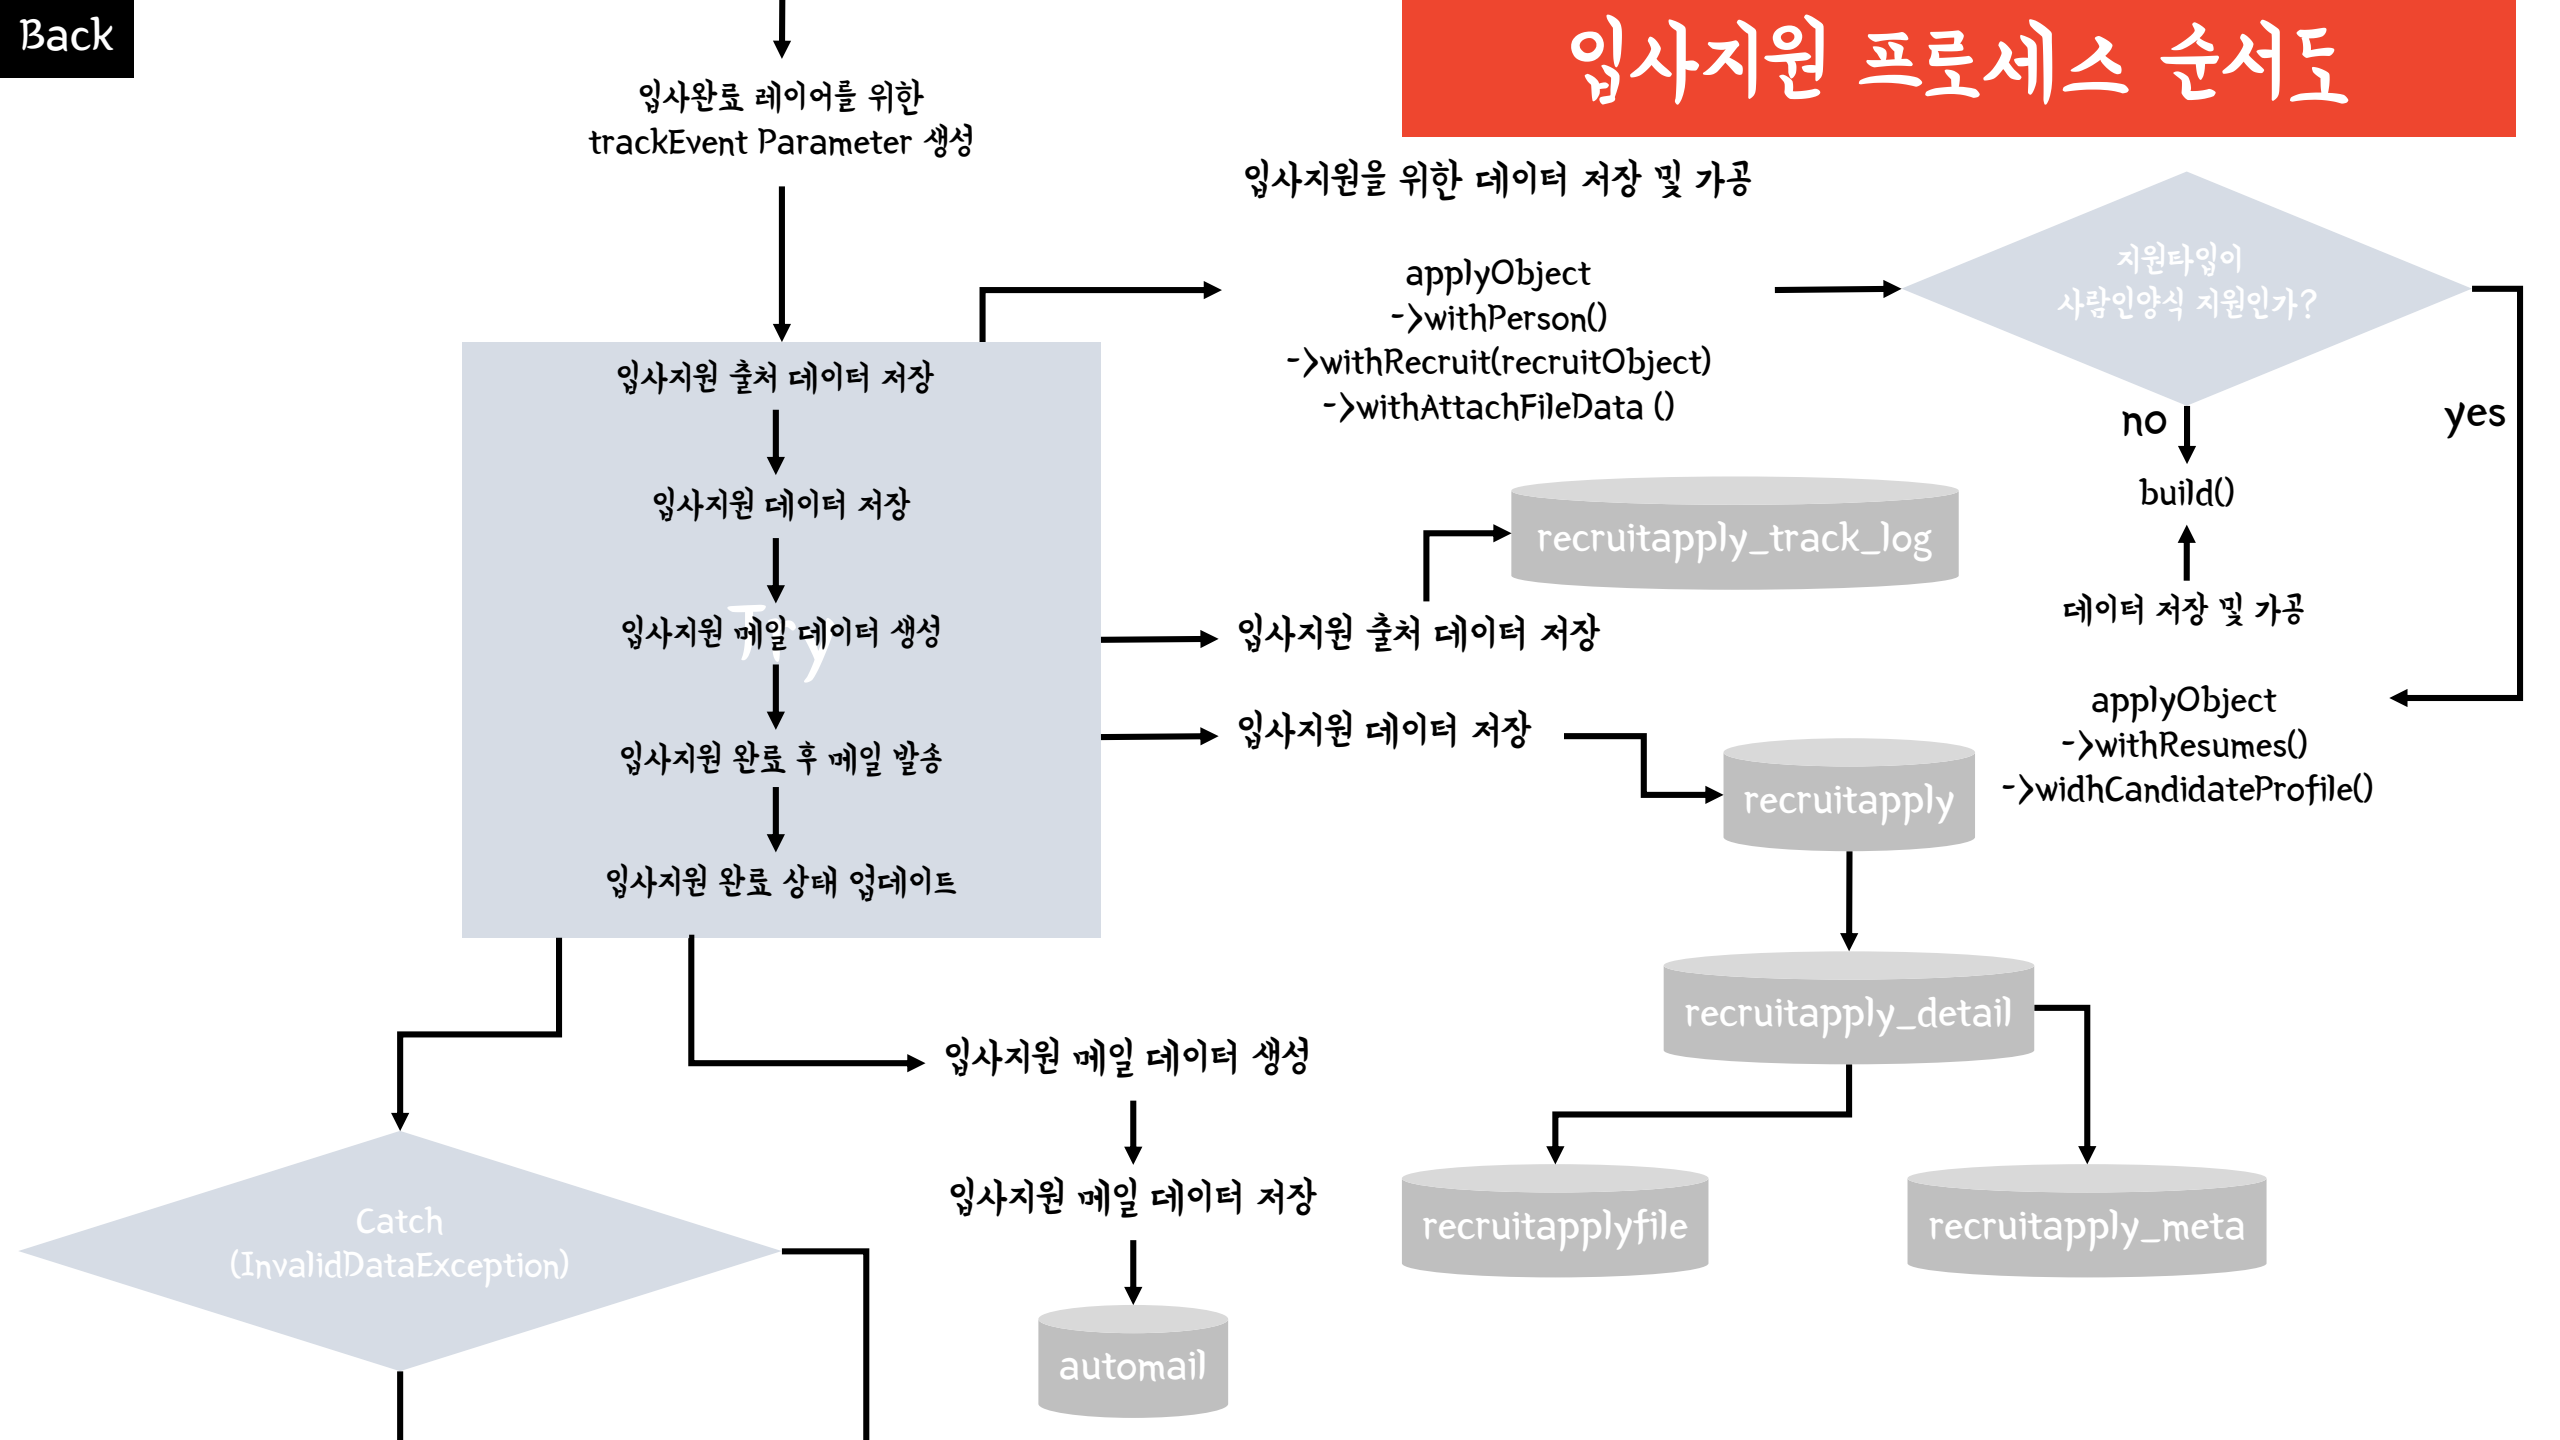 Back
입사지원 프로세스 순서도
입사완료 레이어를 위한
trackEvent Parameter 생성
입사지원을 위한 데이터 저장 및 가공
applyObject
->withPerson()
->withRecruit(recruitObject)
->withAttachFileData ()
지원타입이
사람인양식 지원인가?
no
yes
build()
데이터 저장 및 가공
applyObject
->withResumes()
->widhCandidateProfile()
Try
입사지원 출처 데이터 저장
입사지원 데이터 저장
입사지원 메일 데이터 생성
입사지원 완료 후 메일 발송
입사지원 완료 상태 업데이트
recruitapply_track_log
입사지원 출처 데이터 저장
입사지원 데이터 저장
recruitapply
recruitapply_detail
recruitapplyfile
recruitapply_meta
입사지원 메일 데이터 생성
입사지원 메일 데이터 저장
automail
Catch
(InvalidDataException)